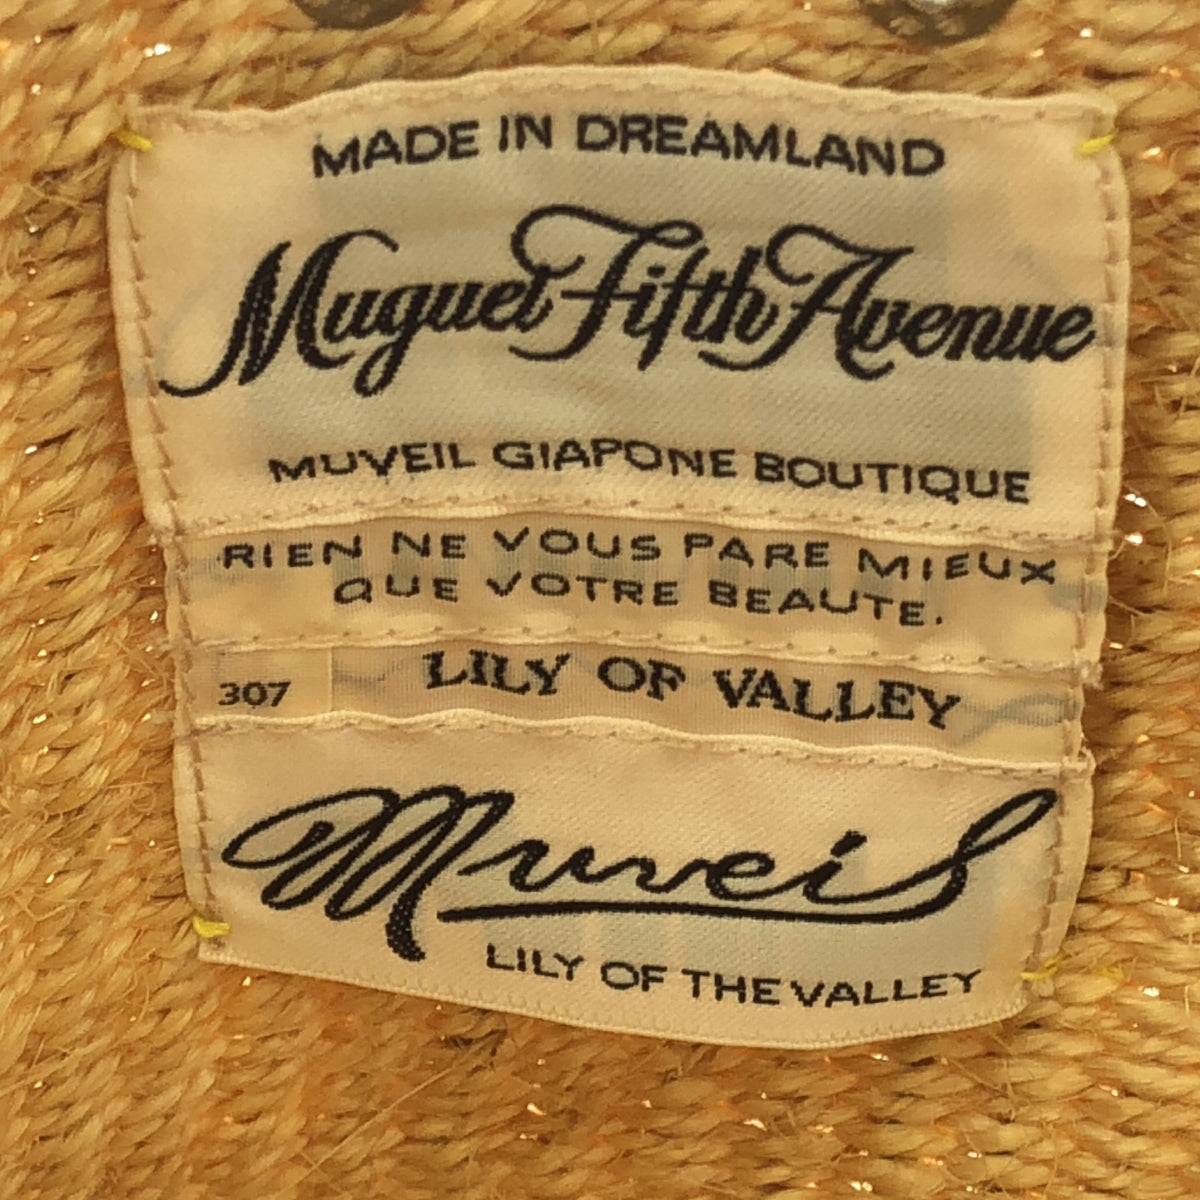 MADE IN DREAMLAND
Muguet Fifth Avenue
MUVEIL GIAPONE BOUTIQUE
RIEN NE VOUS PARE MIEUX
QUE VOTRE BEAUTE.
307 LILY OF VALLEY
Muveil
LILY OF THE VALLEY